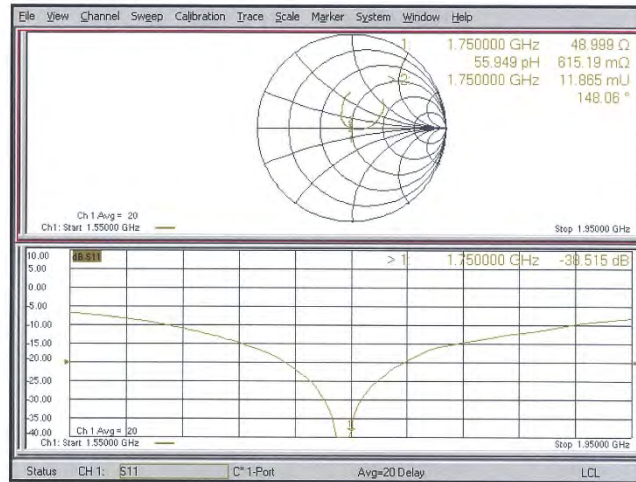 File View Channel Sweep Calibration Trace Scale Marker System Window Help
1: 1.750000 GHz 48.999 Ω
55.949 pH 615.19 mΩ
> 2: 1.750000 GHz 11.865 mU
148.06 °
Ch 1 Avg = 20
Ch1: Start 1.55000 GHz Stop 1.95000 GHz
10.00 dB S11 > 1: 1.750000 GHz -38.515 dB
5.00
0.00
-5.00
-10.00
-15.00
-20.00
-25.00
-30.00
-35.00
1
-40.00 Ch 1 Avg = 20
Ch1: Start 1.55000 GHz Stop 1.95000 GHz
Status CH 1: S11 C* 1-Port Avg=20 Delay LCL